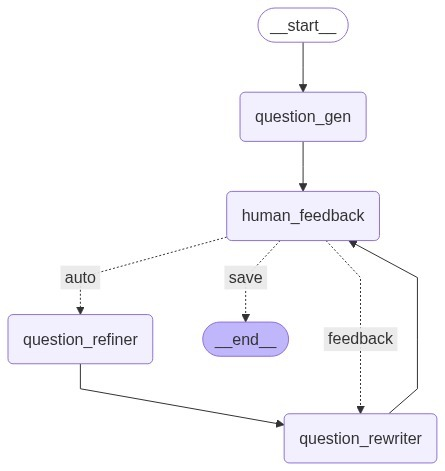 __start__
question_gen
human_feedback
auto
save
question_refiner
__end__
feedback
question_rewriter